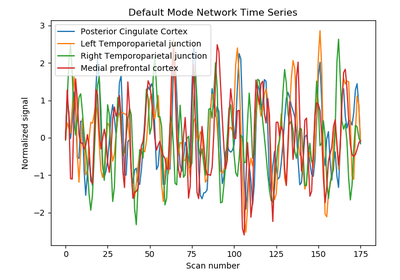 Default Mode Network Time Series
Posterior Cingulate Cortex
Left Temporoparietal junction
Right Temporoparietal junction
Medial prefrontal cortex
Normalized signal
3
2
1
0
−1
−2
0
25
50
75
100
125
150
175
Scan number